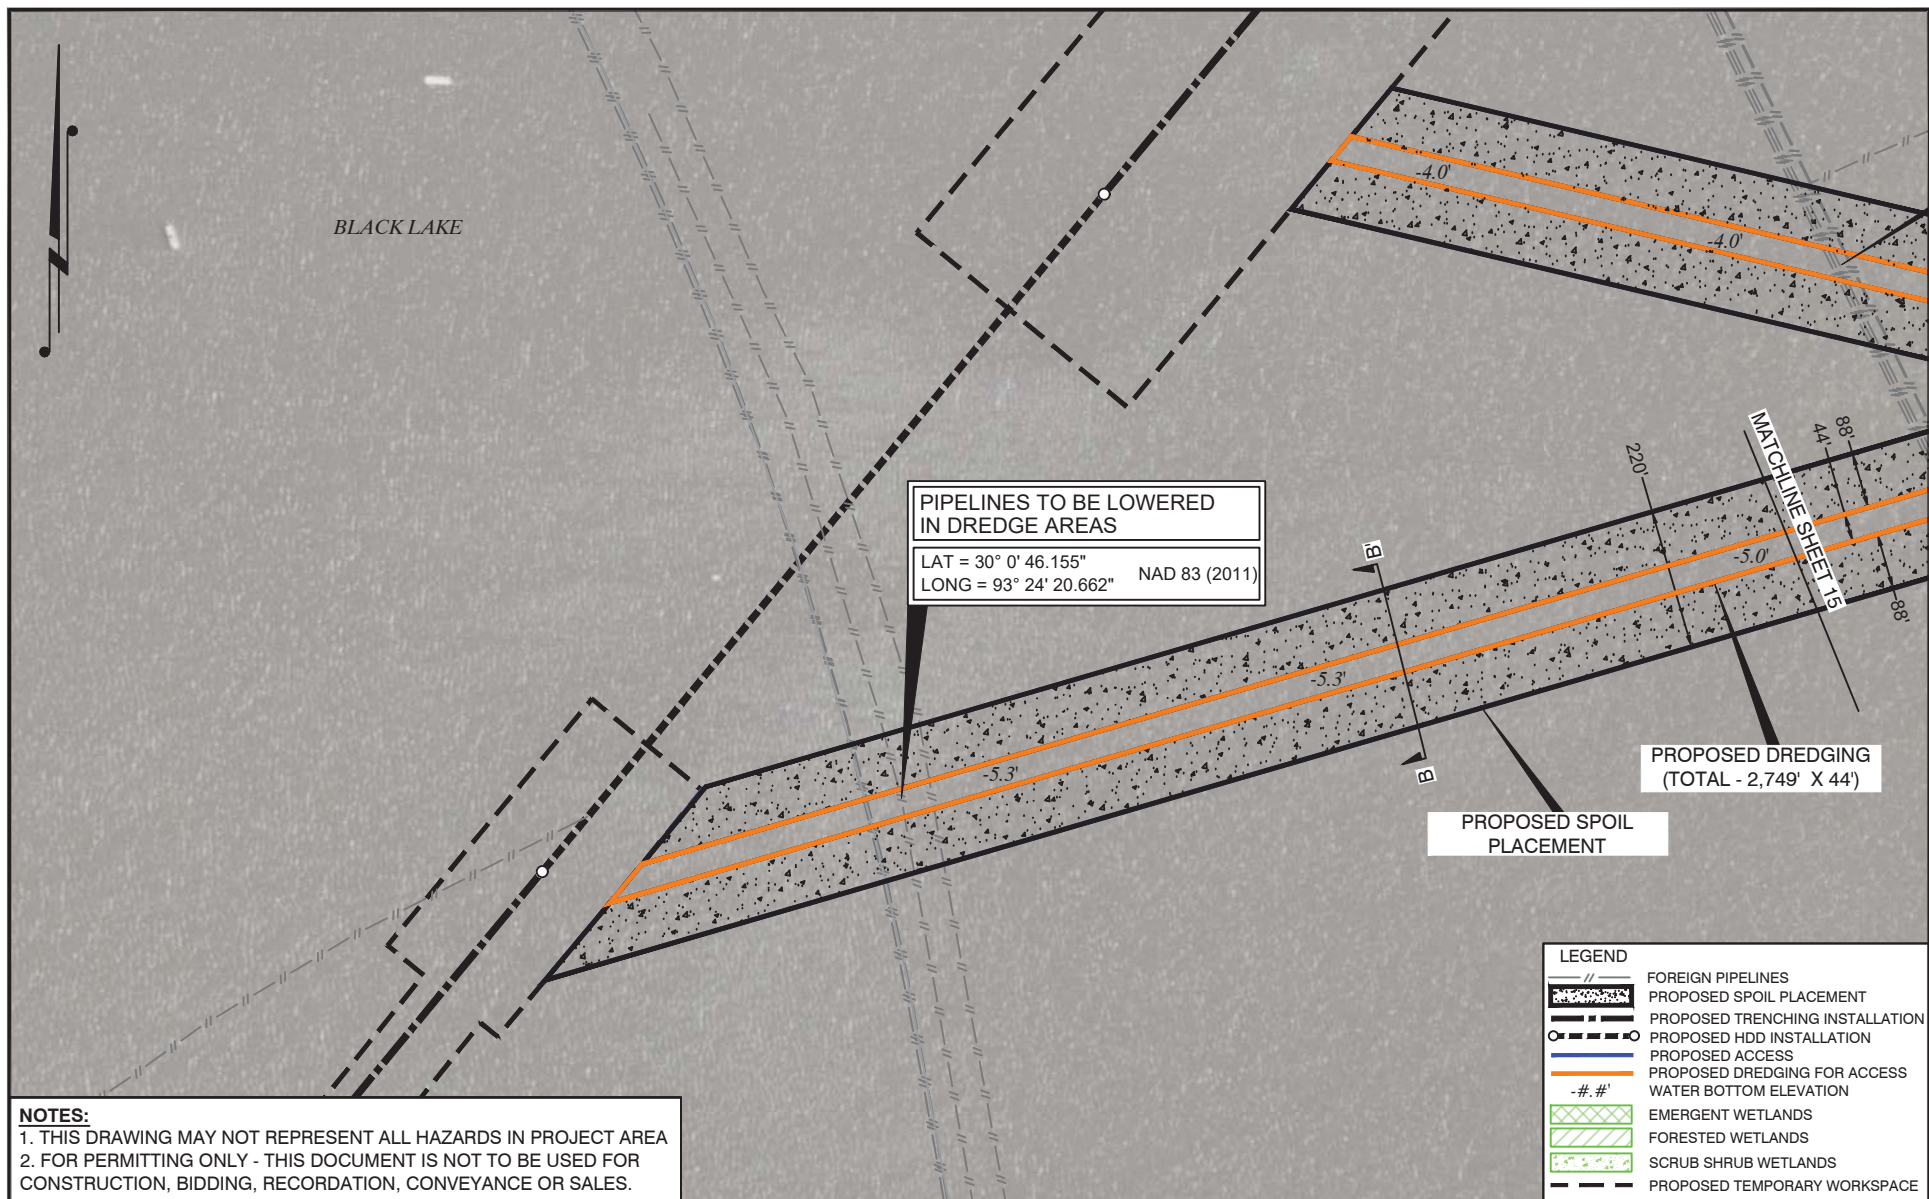 BLACK LAKE
-4.0'
-4.0'
PIPELINES TO BE LOWERED
IN DREDGE AREAS
LAT = 30° 0' 46.155"
LONG = 93° 24' 20.662"
NAD 83 (2011)
220'
MATCHLINE SHEET 15
44'
88'
88'
-5.0'
B'
B
-5.3'
-5.3'
PROPOSED DREDGING
(TOTAL - 2,749' X 44')
PROPOSED SPOIL
PLACEMENT
NOTES:
1. THIS DRAWING MAY NOT REPRESENT ALL HAZARDS IN PROJECT AREA
2. FOR PERMITTING ONLY - THIS DOCUMENT IS NOT TO BE USED FOR
CONSTRUCTION, BIDDING, RECORDATION, CONVEYANCE OR SALES.
LEGEND
FOREIGN PIPELINES
PROPOSED SPOIL PLACEMENT
PROPOSED TRENCHING INSTALLATION
PROPOSED HDD INSTALLATION
PROPOSED ACCESS
PROPOSED DREDGING FOR ACCESS
-#.#' WATER BOTTOM ELEVATION
EMERGENT WETLANDS
FORESTED WETLANDS
SCRUB SHRUB WETLANDS
PROPOSED TEMPORARY WORKSPACE